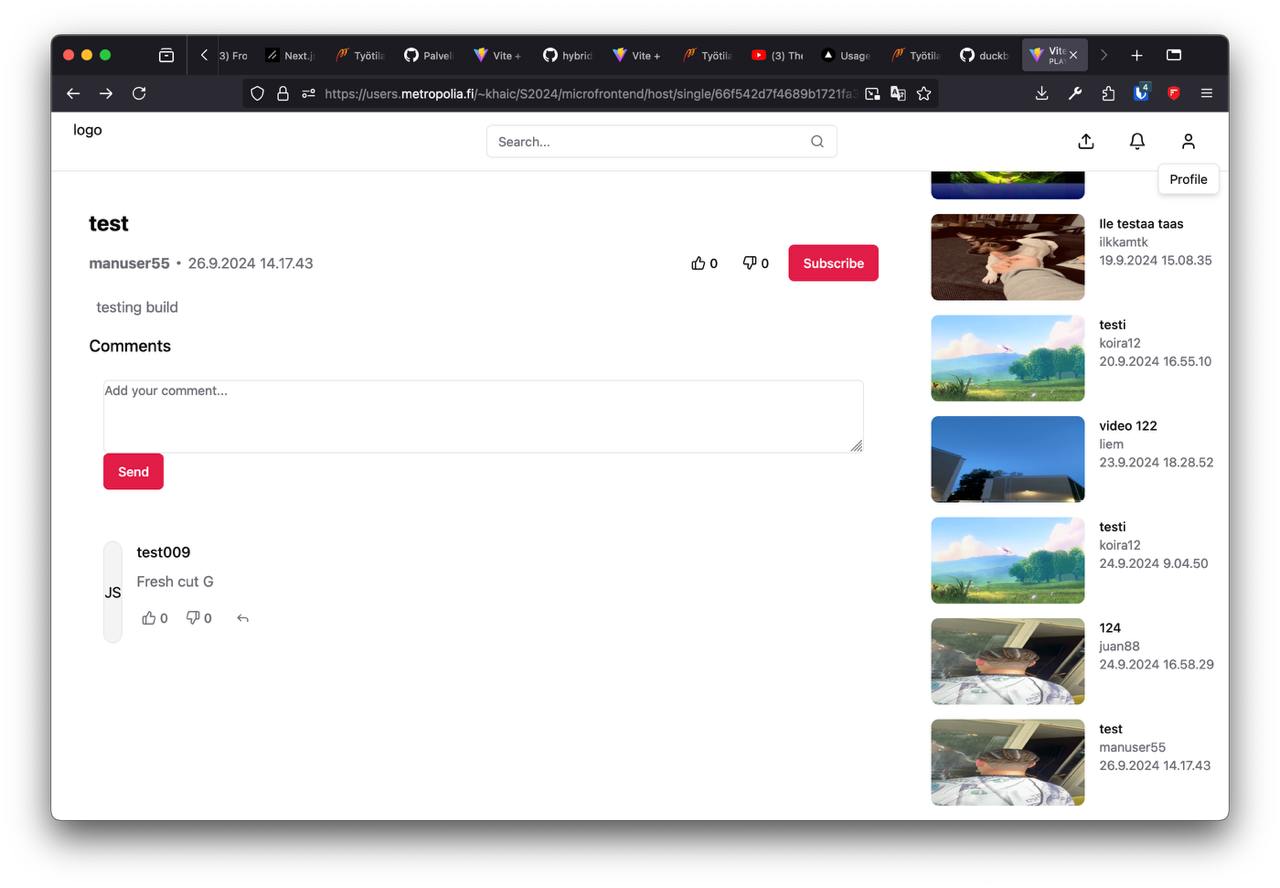 3) Fro
Next.j
Työtila
Palveli
Vite +
hybrid
Vite +
Työtila
(3) The
Usage
Työtila
duckb
Vite
PLAY
https://users.metropolia.fi/~khaic/S2024/microfrontend/host/single/66f542d7f4689b1721fa3
4
logo
Search...
Profile
test
manuser55 • 26.9.2024 14.17.43
0
0
Subscribe
testing build
Comments
Add your comment...
Send
JS
test009
Fresh cut G
0
0
Ile testaa taas
ilkkamtk
19.9.2024 15.08.35
testi
koira12
20.9.2024 16.55.10
video 122
liem
23.9.2024 18.28.52
testi
koira12
24.9.2024 9.04.50
124
juan88
24.9.2024 16.58.29
test
manuser55
26.9.2024 14.17.43